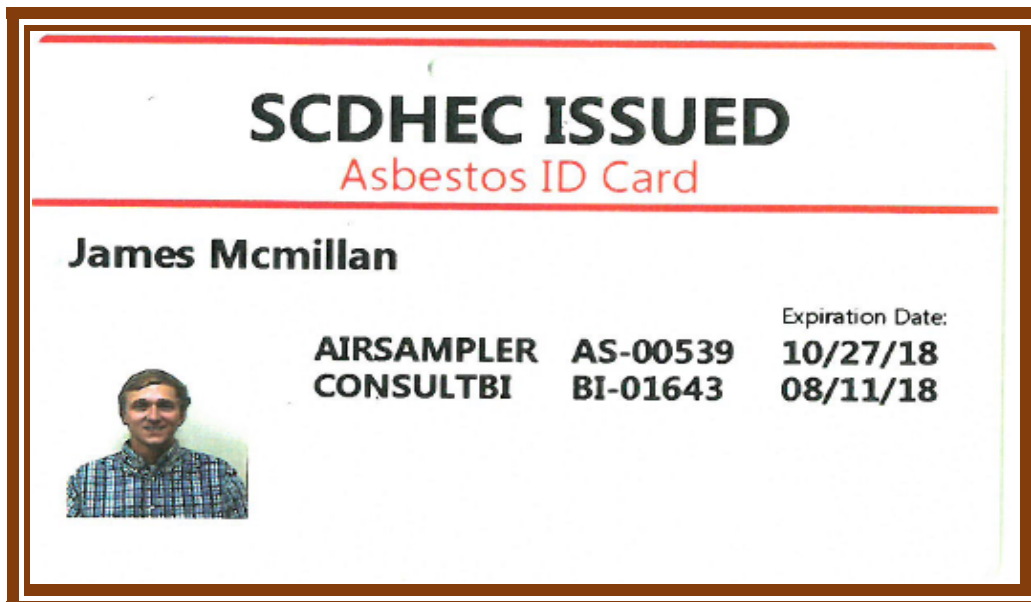 SCDHEC ISSUED
Asbestos ID Card
James Mcmillan
Expiration Date:
AIRSAMPLER AS-00539 10/27/18
CONSULTBI BI-01643 08/11/18